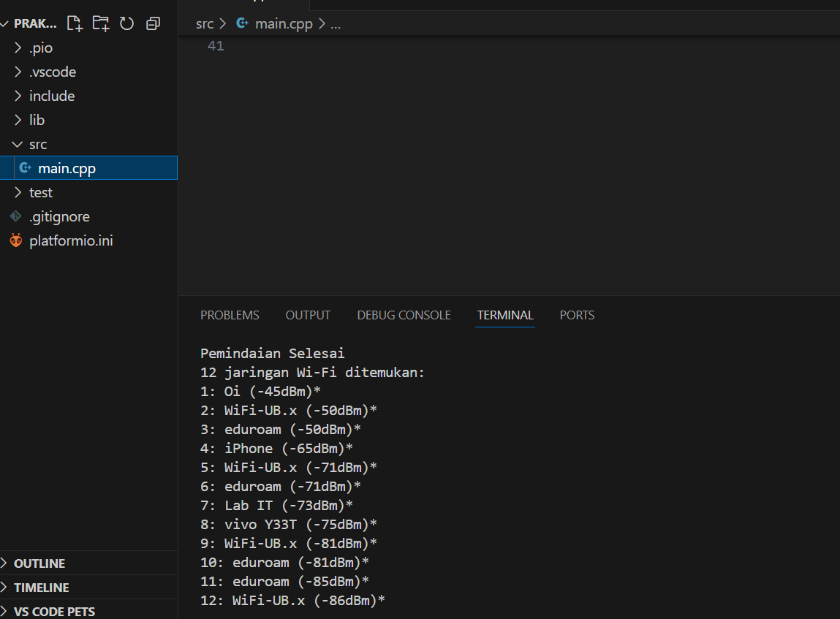 PRAK...
.pio
.vscode
include
lib
src
main.cpp
test
.gitignore
platformio.ini
OUTLINE
TIMELINE
VS CODE PETS
src > main.cpp > ...
41
PROBLEMS OUTPUT DEBUG CONSOLE TERMINAL PORTS
Pemindaian Selesai
12 jaringan Wi-Fi ditemukan:
1: Oi (-45dBm)*
2: WiFi-UB.x (-50dBm)*
3: eduroam (-50dBm)*
4: iPhone (-65dBm)*
5: WiFi-UB.x (-71dBm)*
6: eduroam (-71dBm)*
7: Lab IT (-73dBm)*
8: vivo Y33T (-75dBm)*
9: WiFi-UB.x (-81dBm)*
10: eduroam (-81dBm)*
11: eduroam (-85dBm)*
12: WiFi-UB.x (-86dBm)*